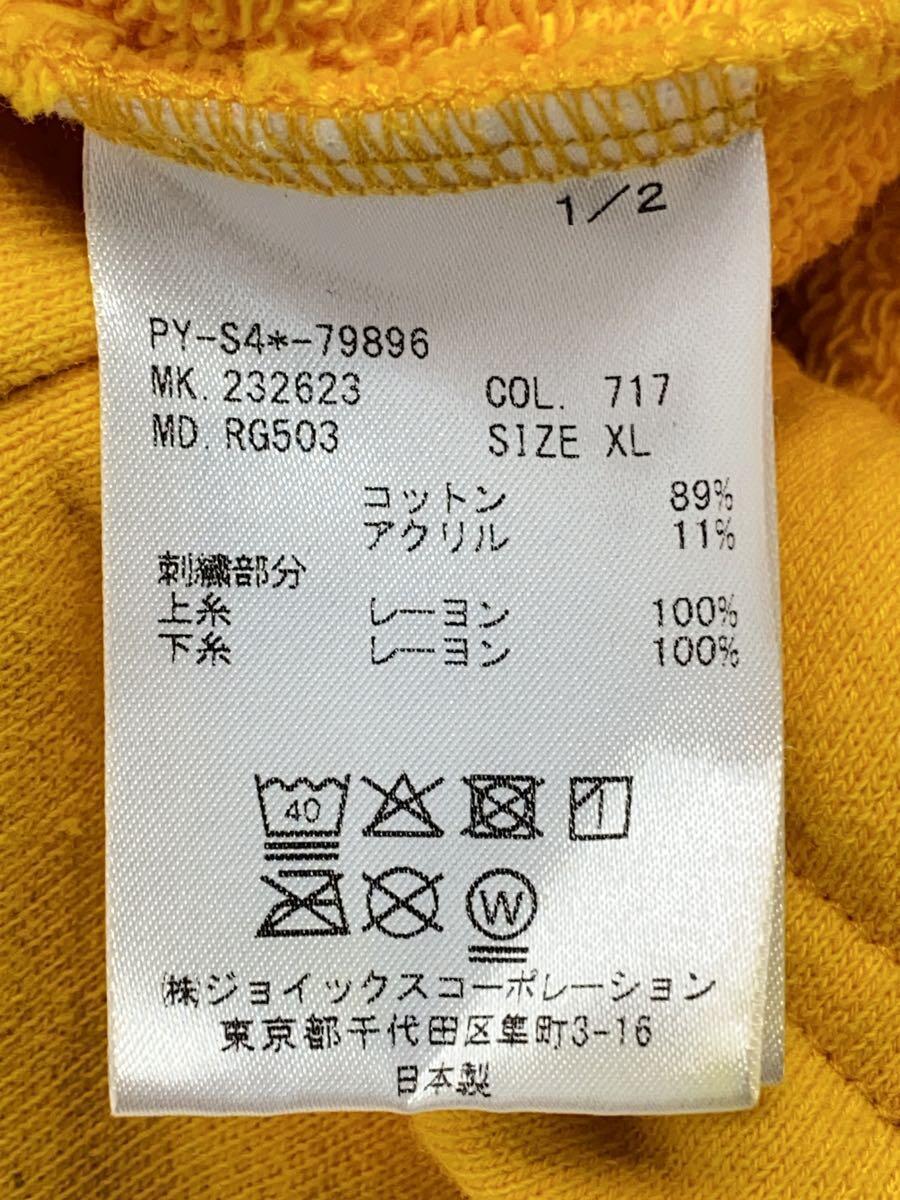 1/2
PY-S4*-79896
MK. 232623 COL. 717
MD. RG503 SIZE XL
コットン 89%
アクリル 11%
刺繍部分
上糸 レーヨン 100%
下糸 レーヨン 100%
40
W
㈱ジョイックスコーポレーション
東京都千代田区隼町3-16
日本製